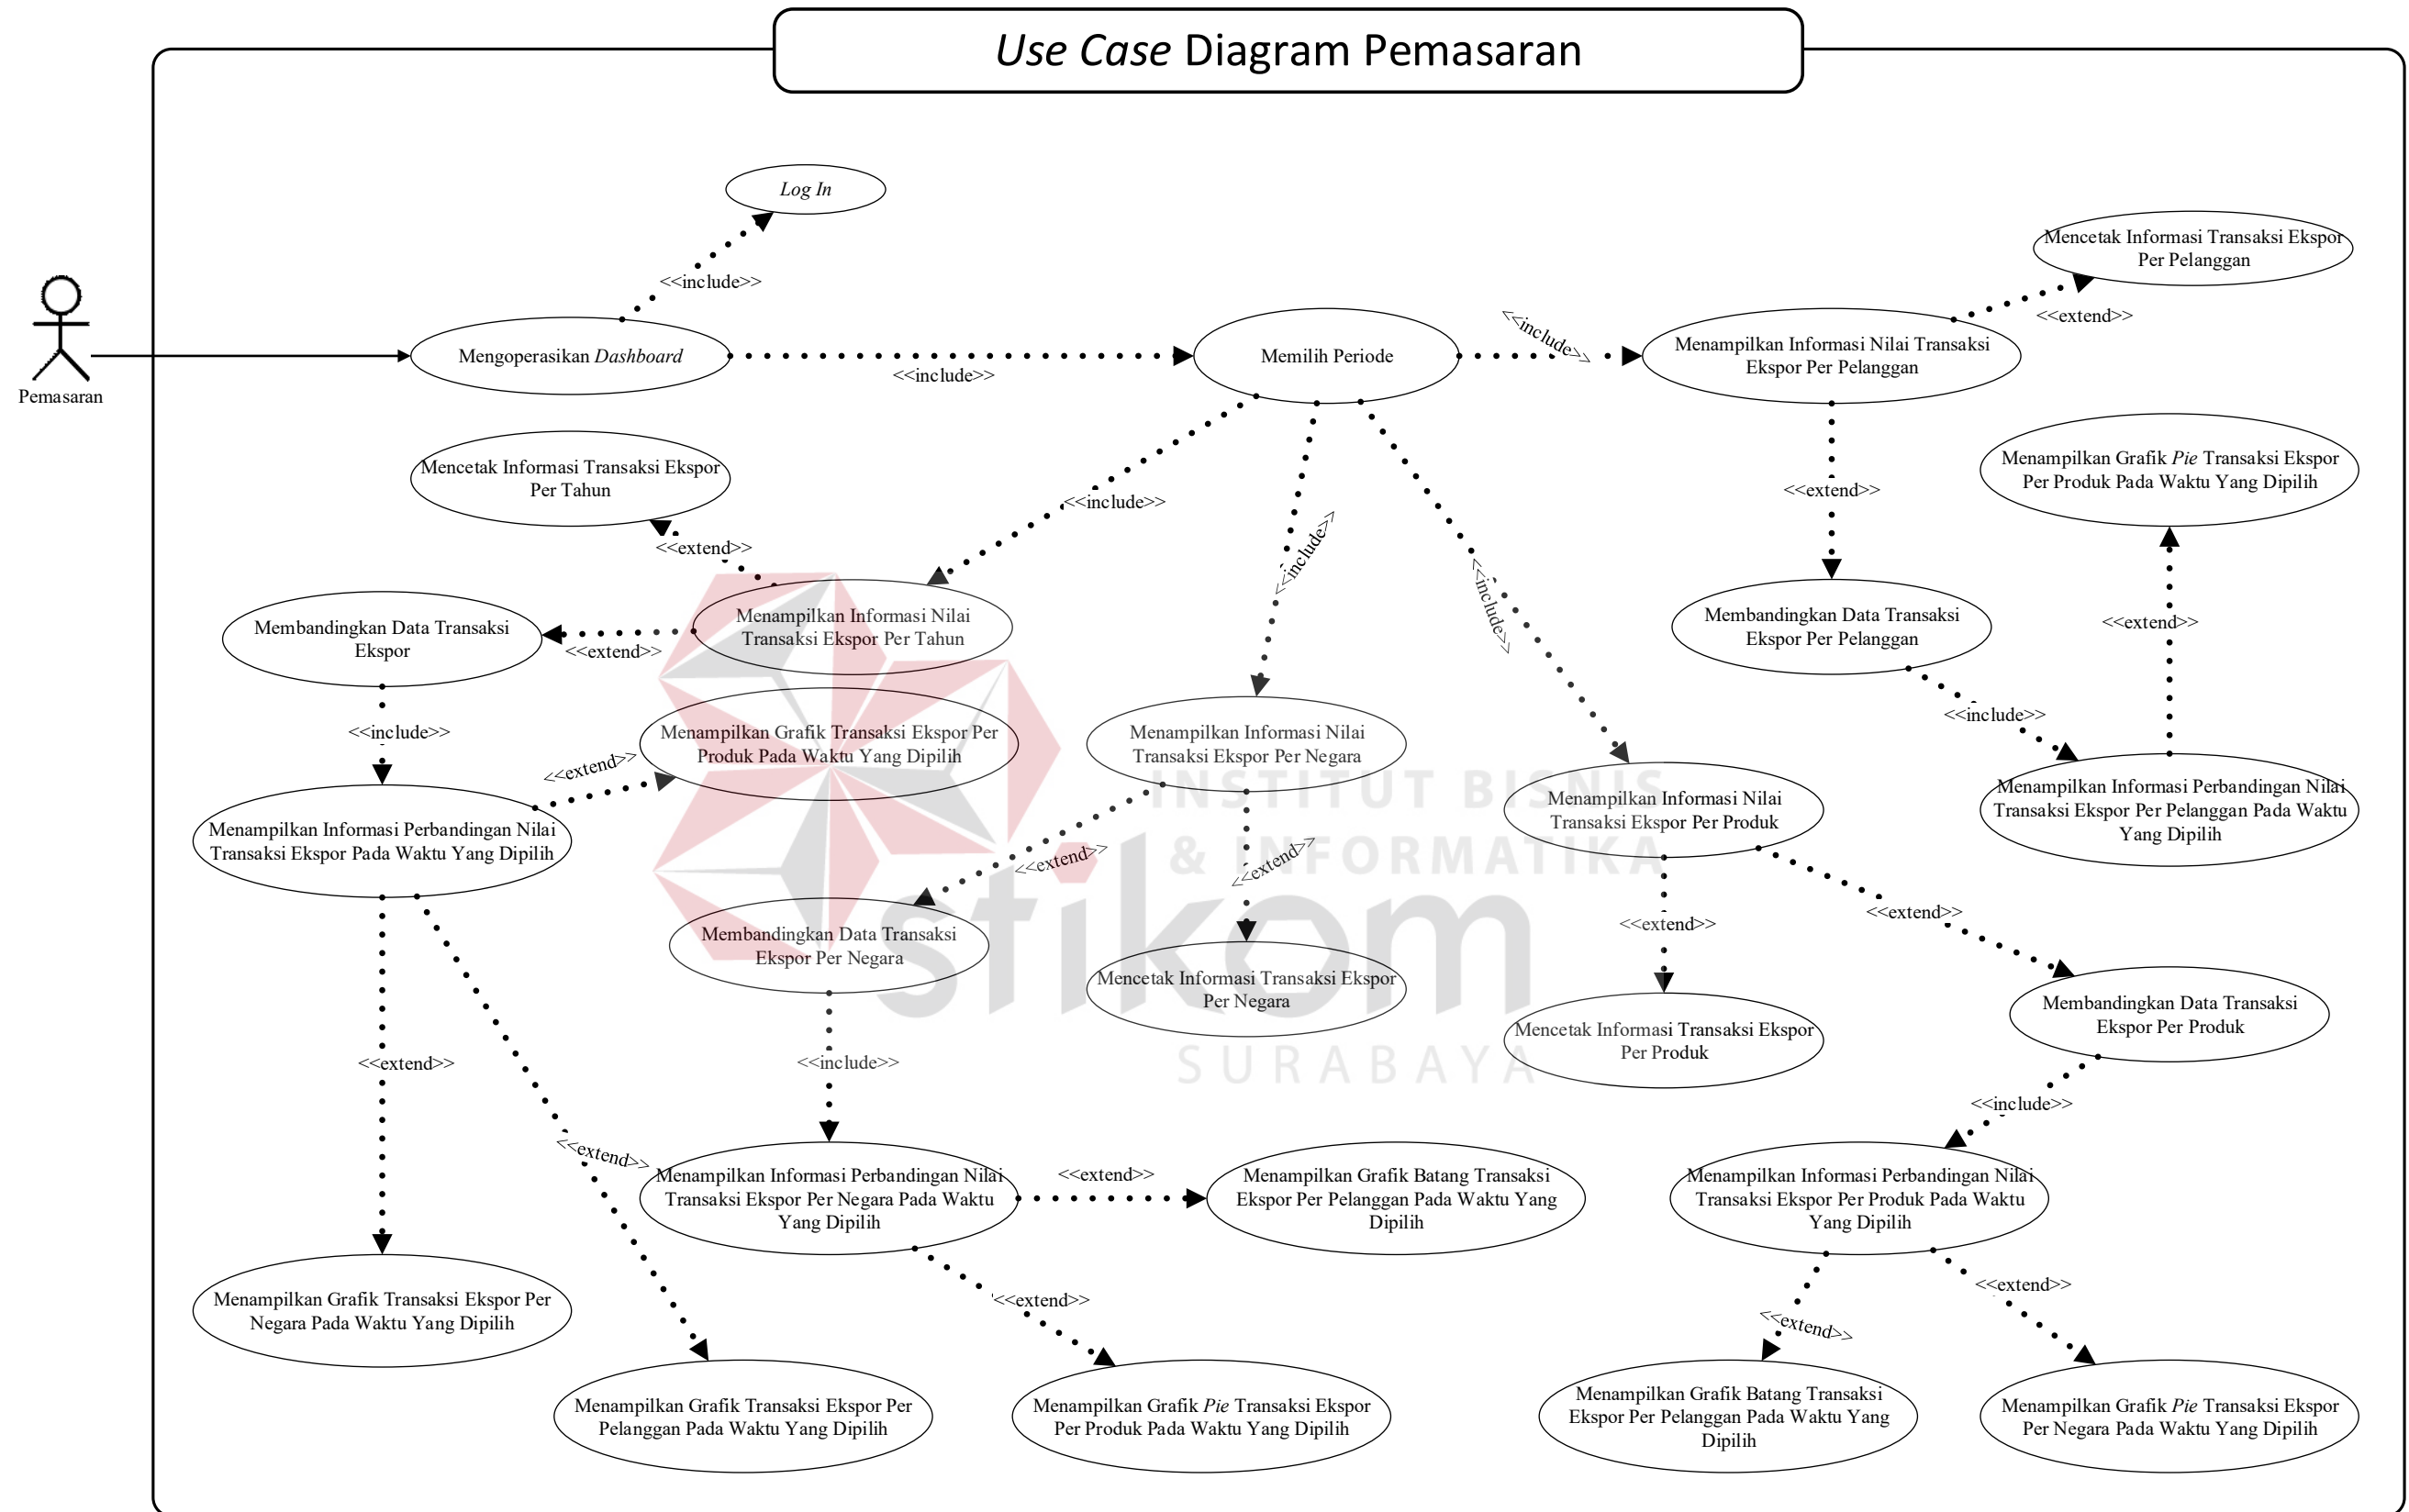 Use Case Diagram Pemasaran
Log In
<<include>>
Mencetak Informasi Transaksi Ekspor
Per Pelanggan
<<extend>>
Pemasaran
Mengoperasikan Dashboard
<<include>>
Memilih Periode
<<include>>
Menampilkan Informasi Nilai Transaksi
Ekspor Per Pelanggan
Mencetak Informasi Transaksi Ekspor
Per Tahun
<<extend>>
<<include>>
<<include>>
<<include>>
<<extend>>
Menampilkan Grafik Pie Transaksi Ekspor
Per Produk Pada Waktu Yang Dipilih
<<extend>>
Membandingkan Data Transaksi
Ekspor
<<extend>>
Menampilkan Informasi Nilai
Transaksi Ekspor Per Tahun
Membandingkan Data Transaksi
Ekspor Per Pelanggan
<<include>>
<<include>>
<<extend>>
Menampilkan Grafik Transaksi Ekspor Per
Produk Pada Waktu Yang Dipilih
Menampilkan Informasi Nilai
Transaksi Ekspor Per Negara
Menampilkan Informasi Nilai
Transaksi Ekspor Per Produk
Menampilkan Informasi Perbandingan Nilai
Transaksi Ekspor Per Pelanggan Pada Waktu
Yang Dipilih
Menampilkan Informasi Perbandingan Nilai
Transaksi Ekspor Pada Waktu Yang Dipilih
INSTITUT BISNIS
& INFORMATIKA
stikom
SURABAYA
<<extend>>
<<extend>>
<<extend>>
<<extend>>
Membandingkan Data Transaksi
Ekspor Per Negara
Mencetak Informasi Transaksi Ekspor
Per Negara
Mencetak Informasi Transaksi Ekspor
Per Produk
Membandingkan Data Transaksi
Ekspor Per Produk
<<extend>>
<<include>>
<<include>>
<<extend>>
Menampilkan Informasi Perbandingan Nilai
Transaksi Ekspor Per Negara Pada Waktu
Yang Dipilih
<<extend>>
Menampilkan Grafik Batang Transaksi
Ekspor Per Pelanggan Pada Waktu Yang
Dipilih
Menampilkan Informasi Perbandingan Nilai
Transaksi Ekspor Per Produk Pada Waktu
Yang Dipilih
<<extend>>
<<extend>>
<<extend>>
Menampilkan Grafik Transaksi Ekspor Per
Negara Pada Waktu Yang Dipilih
Menampilkan Grafik Transaksi Ekspor Per
Pelanggan Pada Waktu Yang Dipilih
Menampilkan Grafik Pie Transaksi Ekspor
Per Produk Pada Waktu Yang Dipilih
Menampilkan Grafik Batang Transaksi
Ekspor Per Pelanggan Pada Waktu Yang
Dipilih
Menampilkan Grafik Pie Transaksi Ekspor
Per Negara Pada Waktu Yang Dipilih